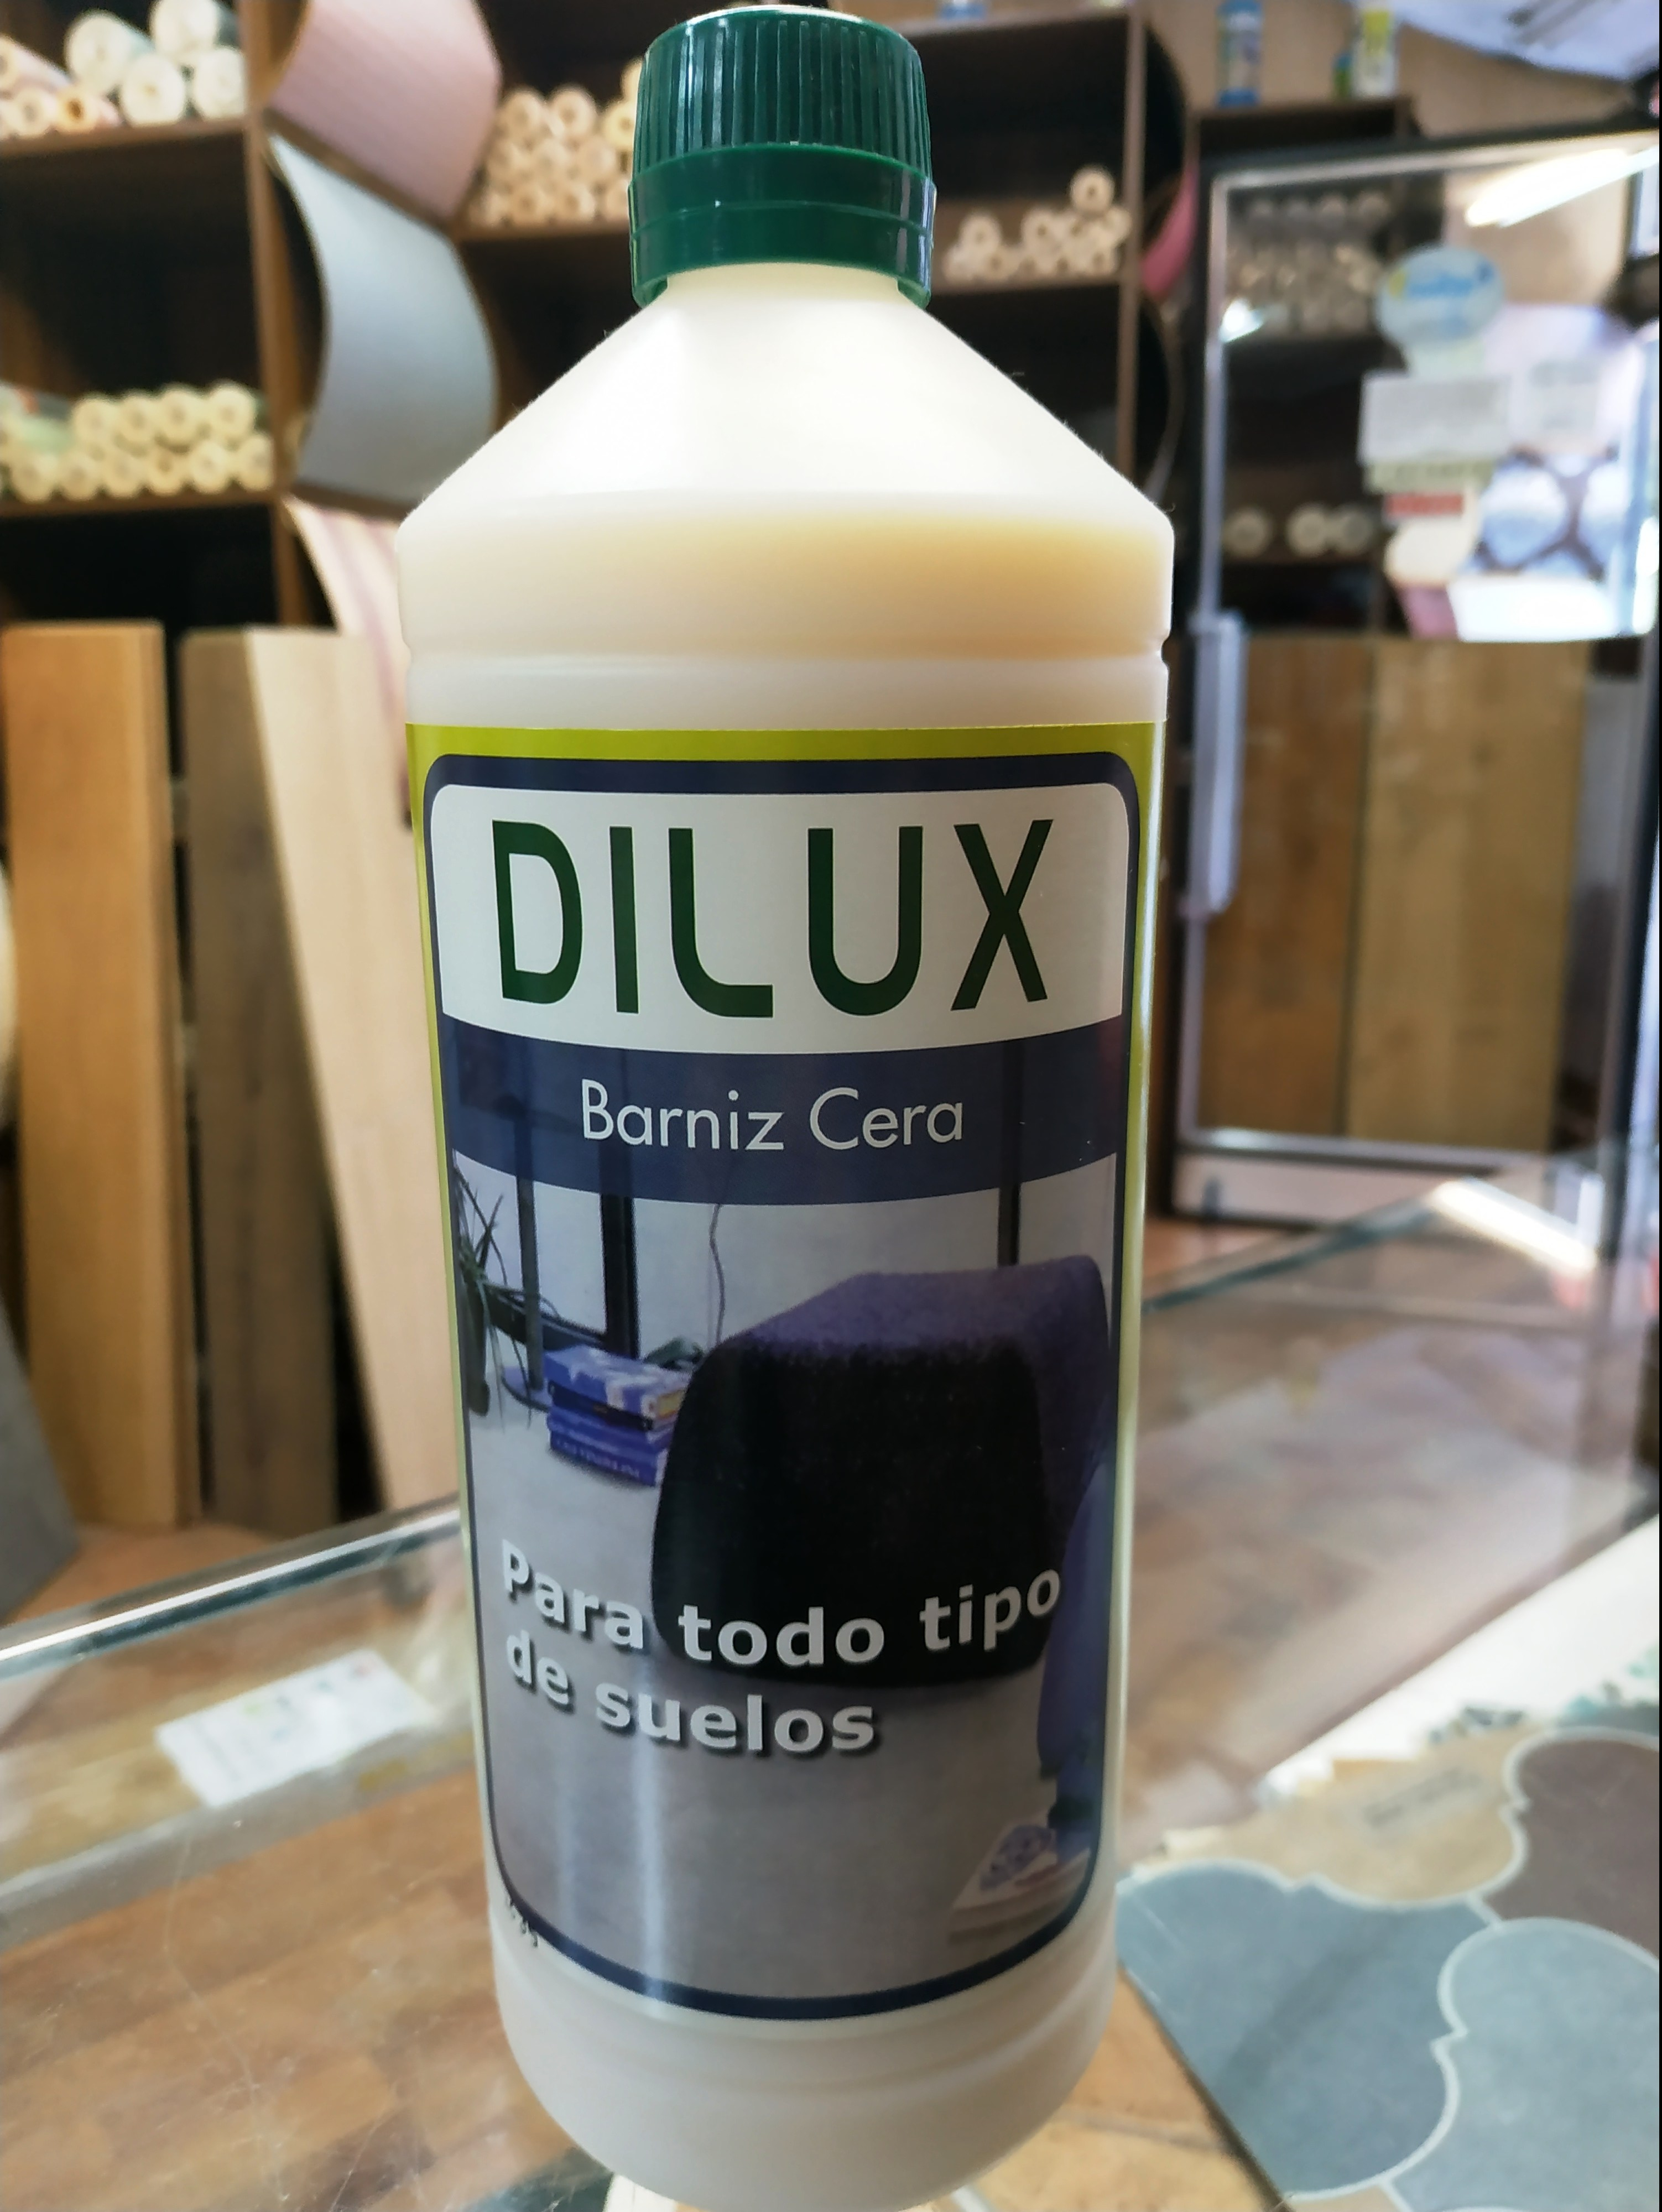 DILUX
Barniz Cera
Para todo tipo
de suelos